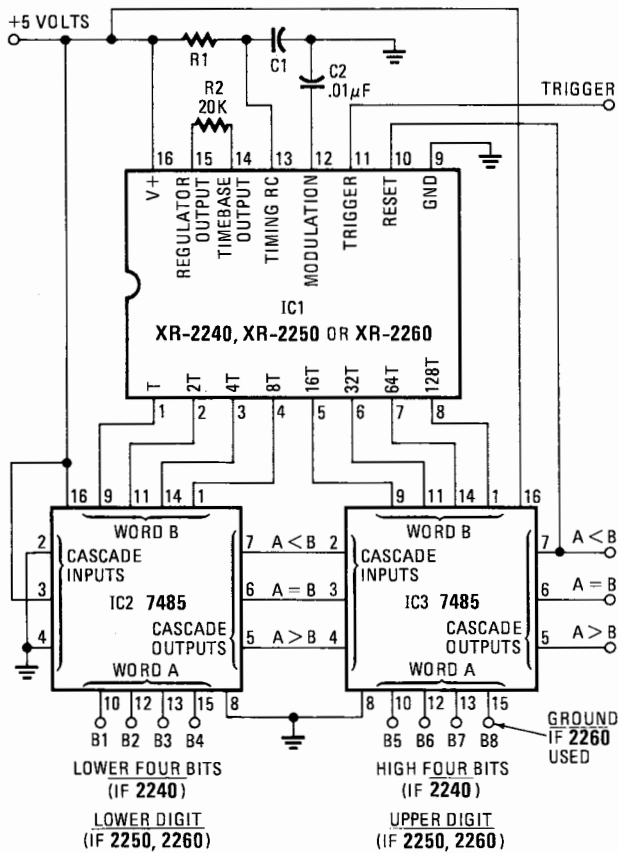 +5 VOLTS
R1
C1
C2
.01µF
R2
20K
TRIGGER
16 15 14 13 12 11 10 9
V+
REGULATOR OUTPUT
TIMEBASE OUTPUT
TIMING RC
MODULATION
TRIGGER
RESET
GND
IC1
XR-2240, XR-2250 OR XR-2260
T 2T 4T 8T 16T 32T 64T 128T
1 2 3 4 5 6 7 8
16 9 11 14 1
WORD B
2
3
4
CASCADE
INPUTS
IC2 7485
CASCADE
OUTPUTS
WORD A
7
6
5
10 12 13 15 8
B1 B2 B3 B4
A < B
A = B
A > B
9 11 14 1 16
WORD B
2
3
4
CASCADE
INPUTS
IC3 7485
CASCADE
OUTPUTS
WORD A
7
6
5
8 10 12 13 15
B5 B6 B7 B8
A < B
A = B
A > B
GROUND
IF 2260
USED
LOWER FOUR BITS
(IF 2240)
LOWER DIGIT
(IF 2250, 2260)
HIGH FOUR BITS
(IF 2240)
UPPER DIGIT
(IF 2250, 2260)